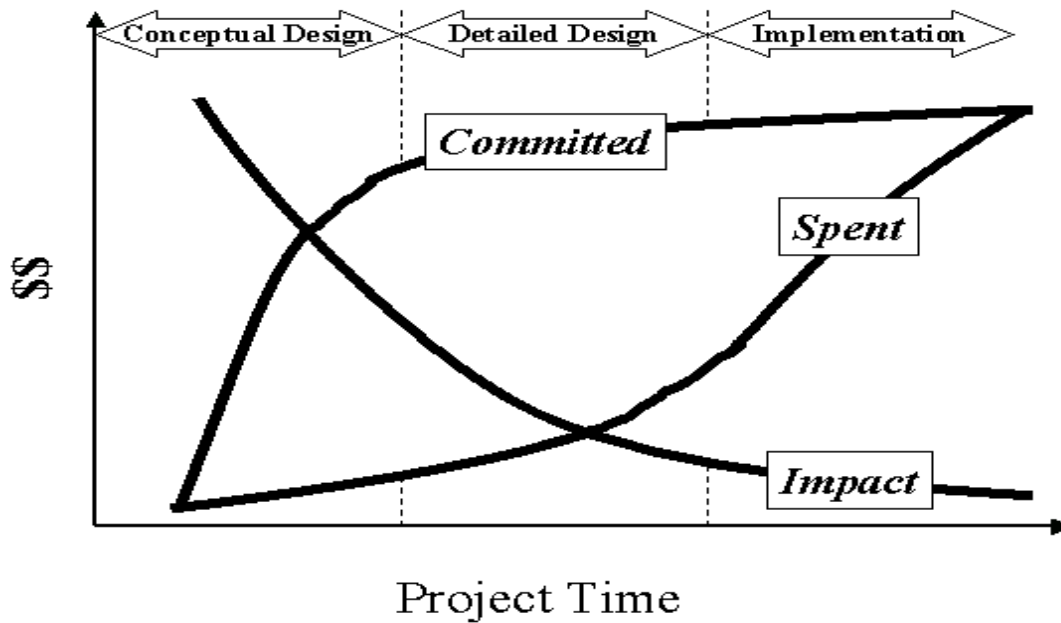 Conceptual Design
Detailed Design
Implementation
Committed
Spent
$$
Impact
Project Time